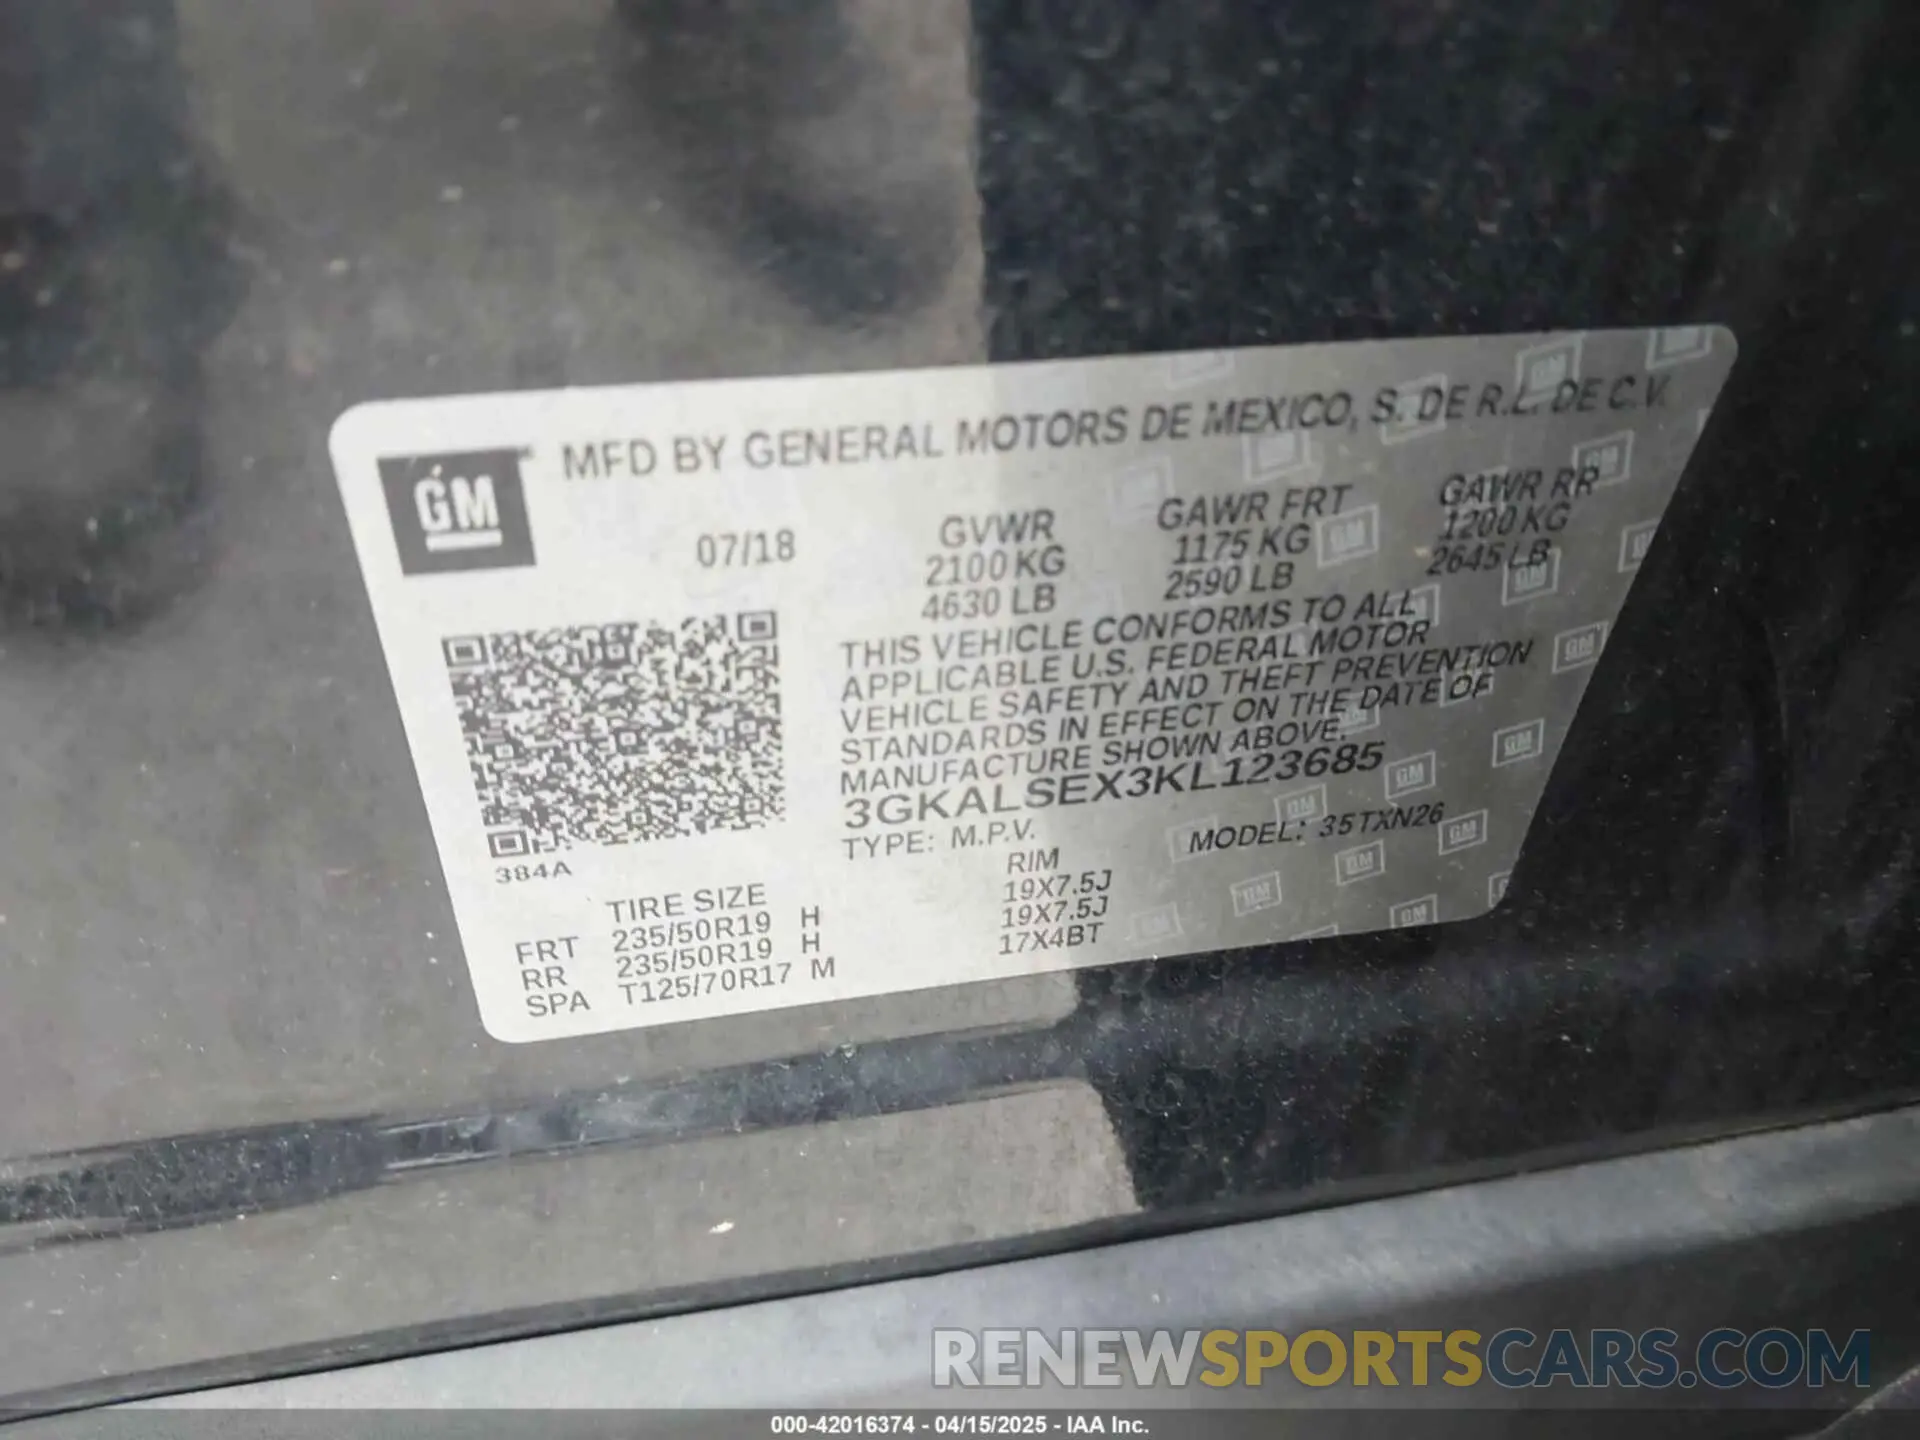 MFD BY GENERAL MOTORS DE MEXICO, S. DE R.L. DE C.V.
GM
07/18
GVWR GAWR FRT GAWR RR
2100 KG 1175 KG 1200 KG
4630 LB 2590 LB 2645 LB
THIS VEHICLE CONFORMS TO ALL
APPLICABLE U.S. FEDERAL MOTOR
VEHICLE SAFETY AND THEFT PREVENTION
STANDARDS IN EFFECT ON THE DATE OF
MANUFACTURE SHOWN ABOVE.
3GKALSEX3KL123685
TYPE: M.P.V. MODEL: 35TXN26
384A
TIRE SIZE RIM
FRT 235/50R19 H 19X7.5J
RR 235/50R19 H 19X7.5J
SPA T125/70R17 M 17X4BT
RENEWSPORTSCARS.COM
000-42016374 - 04/15/2025 - IAA Inc.